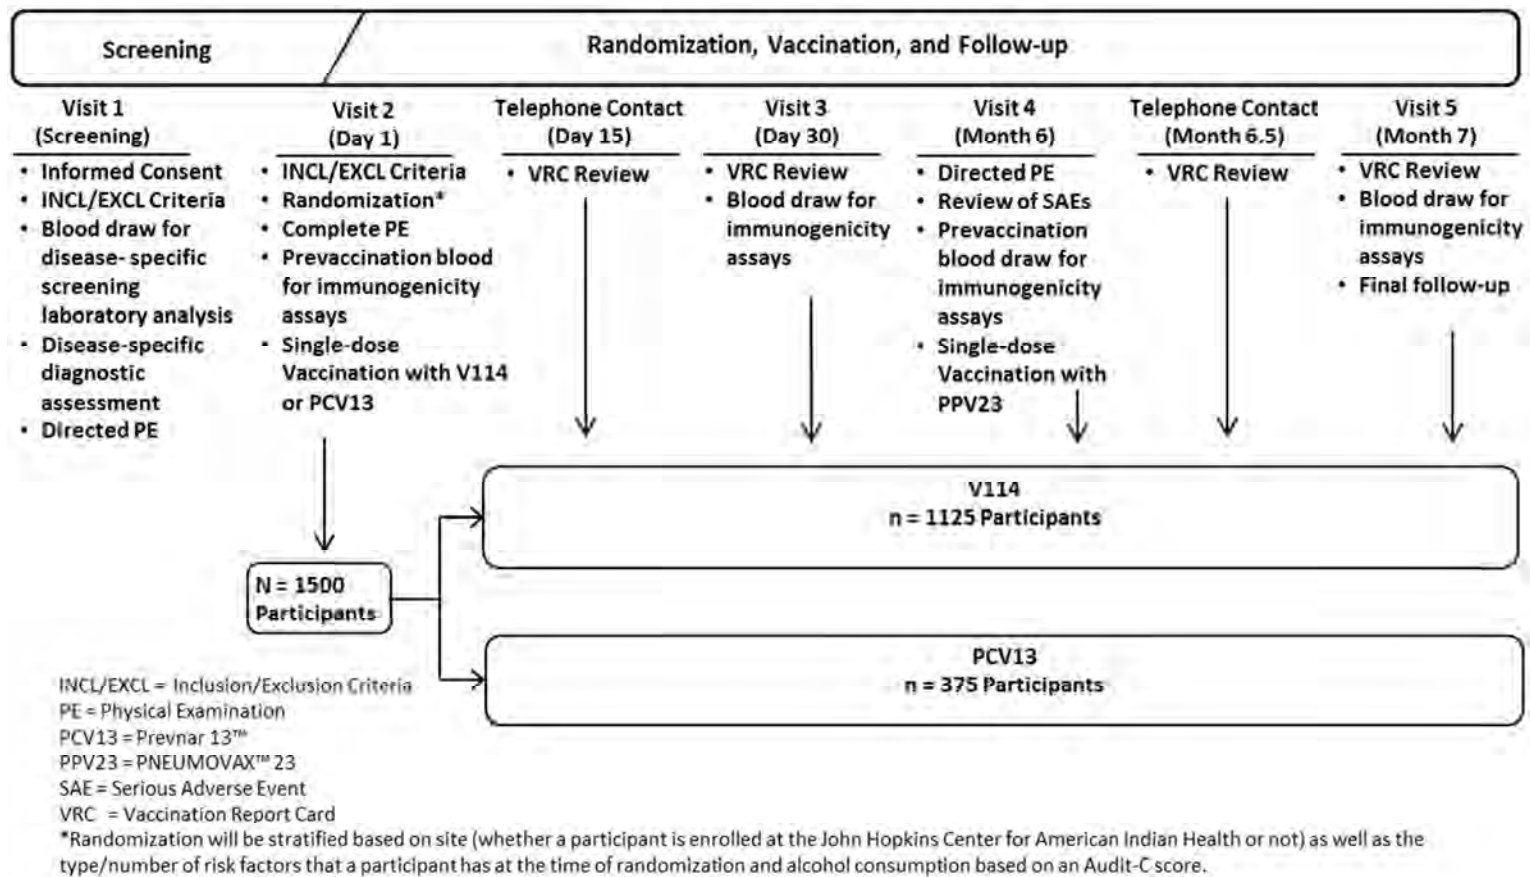 Screening
Randomization, Vaccination, and Follow-up
Visit 1
(Screening)
• Informed Consent
• INCL/EXCL Criteria
• Blood draw for
disease- specific
screening
laboratory analysis
• Disease-specific
diagnostic
assessment
• Directed PE
Visit 2
(Day 1)
• INCL/EXCL Criteria
• Randomization*
• Complete PE
• Prevaccination blood
for immunogenicity
assays
• Single-dose
Vaccination with V114
or PCV13
Telephone Contact
(Day 15)
• VRC Review
Visit 3
(Day 30)
• VRC Review
• Blood draw for
immunogenicity
assays
Visit 4
(Month 6)
• Directed PE
• Review of SAEs
• Prevaccination
blood draw for
immunogenicity
assays
• Single-dose
Vaccination with
PPV23
Telephone Contact
(Month 6.5)
• VRC Review
Visit 5
(Month 7)
• VRC Review
• Blood draw for
immunogenicity
assays
• Final follow-up
V114
n = 1125 Participants
N = 1500
Participants
PCV13
n = 375 Participants
INCL/EXCL = Inclusion/Exclusion Criteria
PE = Physical Examination
PCV13 = Prevnar 13™
PPV23 = PNEUMOVAX™ 23
SAE = Serious Adverse Event
VRC = Vaccination Report Card
*Randomization will be stratified based on site (whether a participant is enrolled at the John Hopkins Center for American Indian Health or not) as well as the
type/number of risk factors that a participant has at the time of randomization and alcohol consumption based on an Audit-C score.